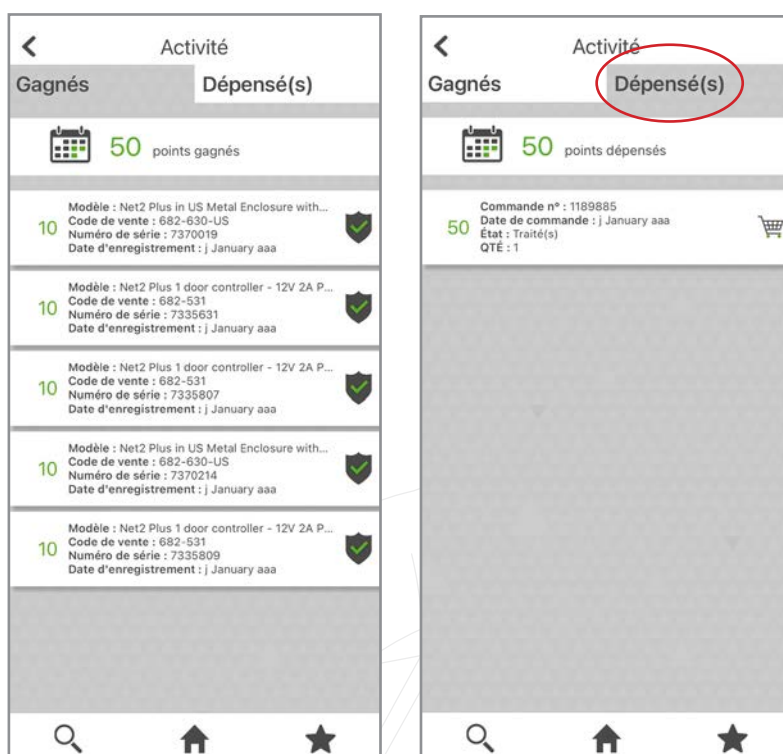 Activité
Gagnés Dépensé(s)
50 points gagnés
Modèle : Net2 Plus in US Metal Enclosure with...
10 Code de vente : 682-630-US
Numéro de série : 7370019
Date d'enregistrement : j January aaa
Modèle : Net2 Plus 1 door controller - 12V 2A P...
10 Code de vente : 682-531
Numéro de série : 7335631
Date d'enregistrement : j January aaa
Modèle : Net2 Plus 1 door controller - 12V 2A P...
10 Code de vente : 682-531
Numéro de série : 7335807
Date d'enregistrement : j January aaa
Modèle : Net2 Plus in US Metal Enclosure with...
10 Code de vente : 682-630-US
Numéro de série : 7370214
Date d'enregistrement : j January aaa
Modèle : Net2 Plus 1 door controller - 12V 2A P...
10 Code de vente : 682-531
Numéro de série : 7335809
Date d'enregistrement : j January aaa
Activité
Gagnés Dépensé(s)
50 points dépensés
Commande nº : 1189885
50 Date de commande : j January aaa
État : Traité(s)
QTÉ : 1